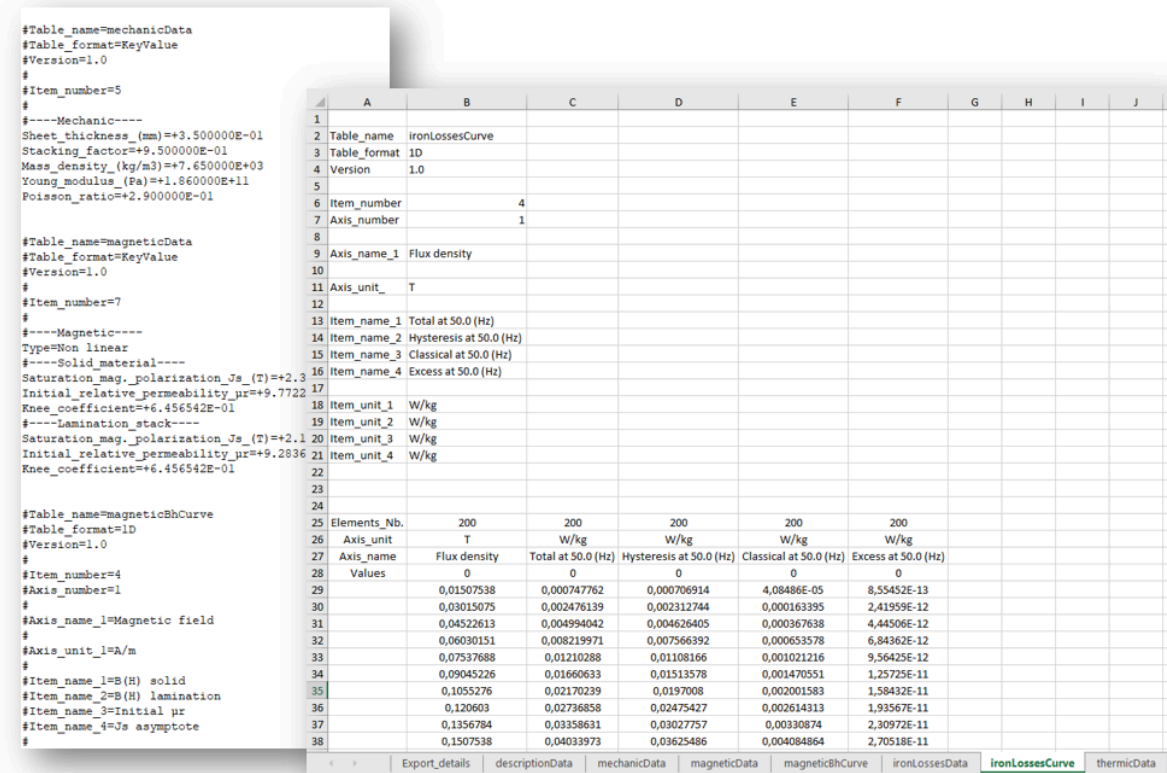 #Table_name=mechanicData
#Table_format=KeyValue
#Version=1.0
#
#Item_number=5
#
#----Mechanic----
Sheet_thickness_(mm)=+3.500000E-01
Stacking_factor=+9.500000E-01
Mass_density_(kg/m3)=+7.650000E+03
Young_modulus_(Pa)=+1.860000E+11
Poisson_ratio=+2.900000E-01
#Table_name=magneticData
#Table_format=KeyValue
#Version=1.0
#
#Item_number=7
#
#----Magnetic----
Type=Non linear
#----Solid_material----
Saturation_mag._polarization_Js_(T)=+2.3
Initial_relative_permeability_µr=+9.7722
Knee_coefficient=+6.456542E-01
#----Lamination_stack----
Saturation_mag._polarization_Js_(T)=+2.1
Initial_relative_permeability_µr=+9.2836
Knee_coefficient=+6.456542E-01
#Table_name=magneticBhCurve
#Table_format=1D
#Version=1.0
#
#Item_number=4
#Axis_number=1
#
#Axis_name_1=Magnetic field
#
#Axis_unit_1=A/m
#
#Item_name_1=B(H) solid
#Item_name_2=B(H) lamination
#Item_name_3=Initial µr
#Item_name_4=Js asymptote
#
A B C D E F G H I J
1
2 Table_name ironLossesCurve
3 Table_format 1D
4 Version 1.0
5
6 Item_number 4
7 Axis_number 1
8
9 Axis_name_1 Flux density
10
11 Axis_unit_ T
12
13 Item_name_1 Total at 50.0 (Hz)
14 Item_name_2 Hysteresis at 50.0 (Hz)
15 Item_name_3 Classical at 50.0 (Hz)
16 Item_name_4 Excess at 50.0 (Hz)
17
18 Item_unit_1 W/kg
19 Item_unit_2 W/kg
20 Item_unit_3 W/kg
21 Item_unit_4 W/kg
22
23
24
25 Elements_Nb. 200 200 200 200 200
26 Axis_unit T W/kg W/kg W/kg W/kg
27 Axis_name Flux density Total at 50.0 (Hz) Hysteresis at 50.0 (Hz) Classical at 50.0 (Hz) Excess at 50.0 (Hz)
28 Values 0 0 0 0 0
29 0,01507538 0,000747762 0,000706914 4,08486E-05 8,55452E-13
30 0,03015075 0,002476139 0,002312744 0,000163395 2,41959E-12
31 0,04522613 0,004994042 0,004626405 0,000367638 4,44506E-12
32 0,06030151 0,008219971 0,007566392 0,000653578 6,84362E-12
33 0,07537688 0,01210288 0,01108166 0,001021216 9,56425E-12
34 0,09045226 0,01660633 0,01513578 0,001470551 1,25725E-11
35 0,1055276 0,02170239 0,0197008 0,002001583 1,58432E-11
36 0,120603 0,02736858 0,02475427 0,002614313 1,93567E-11
37 0,1356784 0,03358631 0,03027757 0,00330874 2,30972E-11
38 0,1507538 0,04033973 0,03625486 0,004084864 2,70518E-11
Export_details descriptionData mechanicData magneticData magneticBhCurve ironLossesData ironLossesCurve thermicData